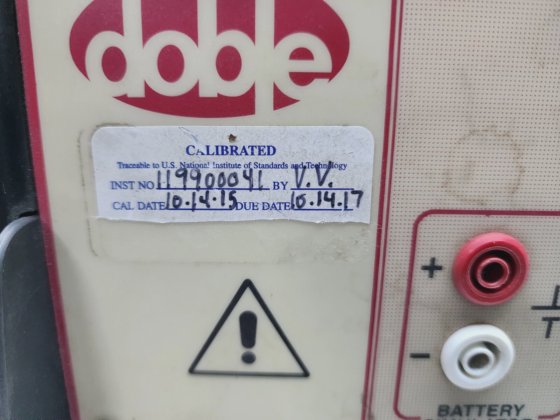 doble
CALIBRATED
Traceable to U.S. National Institute of Standards and Technology
INST NO 119900041 BY V.V.
CAL DATE 10.14.15 DUE DATE 10.14.17
!
+
-
BATTERY